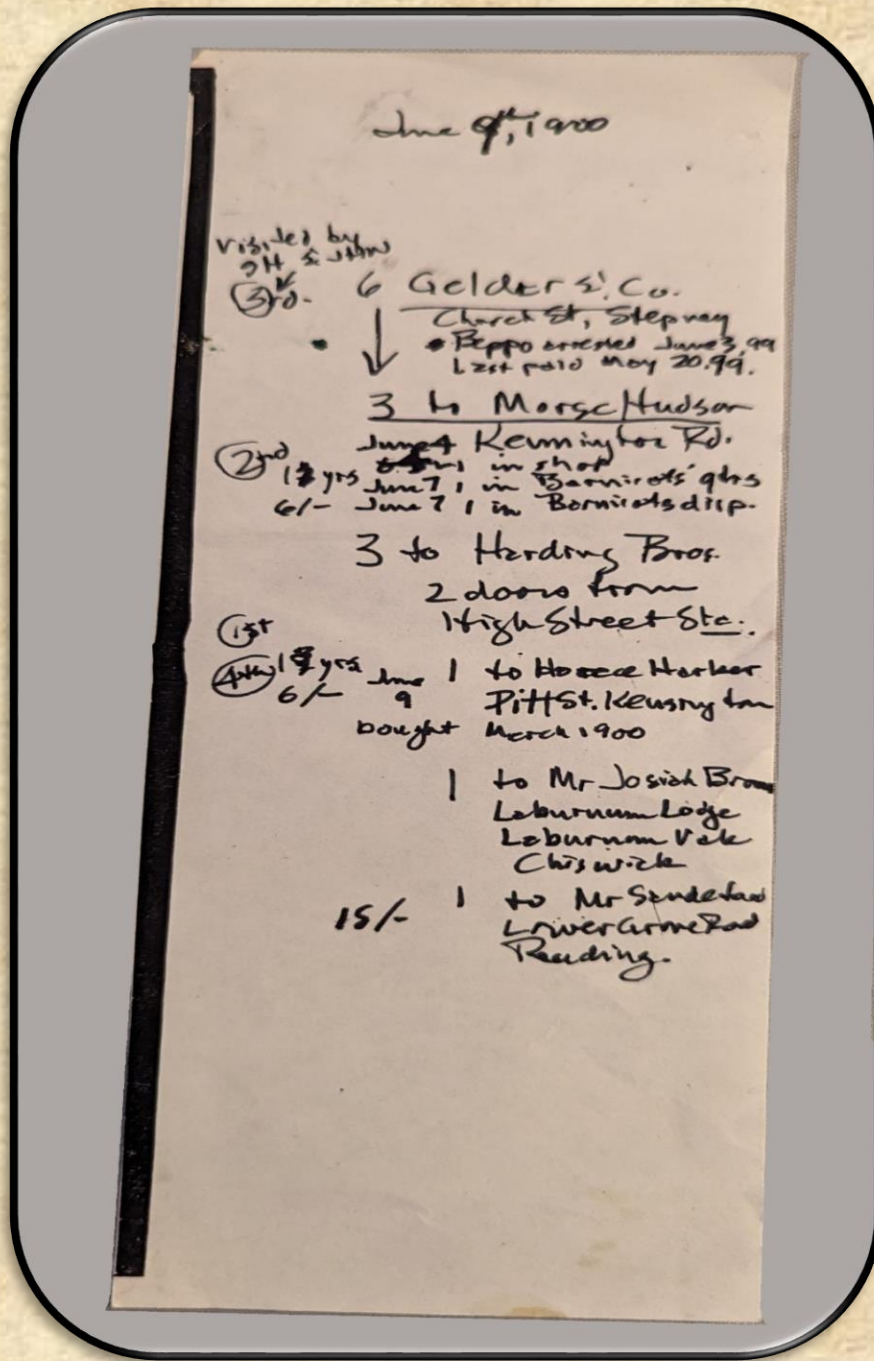 June 9th, 1900
Visited by
SH & JHW
3rd. 6 Gelder & Co.
Church St, Stepney
• Beppo arrested June 3, 99
Last paid May 20.99.
3 to Morse Hudson
June 4 Kennington Rd.
2nd 1 in shop
yrs June 7 1 in Barnicots' qtrs
6/- June 7 1 in Barnicots disp.
3 to Harding Bros.
2 doors from
High Street Sta.
1st
4th yrs June 1 to Horace Harker
6/- 9 Pitt St. Kensington
bought March 1900
1 to Mr Josiah Brown
Laburnum Lodge
Laburnum Vale
Chiswick
15/- 1 to Mr Sandeford
Lower Grove Road
Reading.